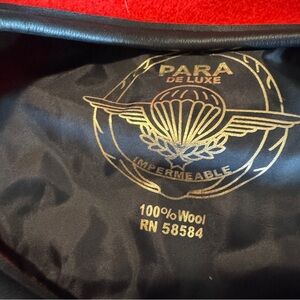 PARA
DE LUXE
IMPERMEABLE
100% Wool
RN 58584